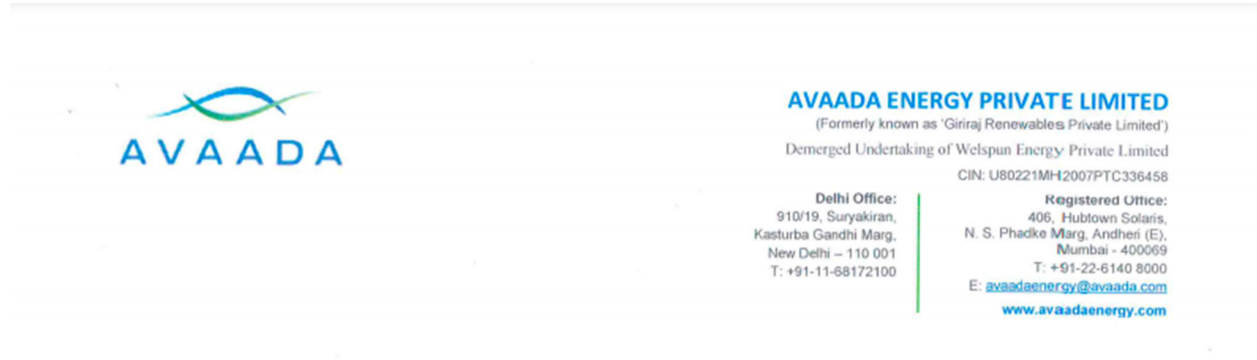 AVAADA
AVAADA ENERGY PRIVATE LIMITED
(Formerly known as 'Giriraj Renewables Private Limited')
Demerged Undertaking of Welspun Energy Private Limited
CIN: U80221MH2007PTC336458
Delhi Office:
910/19, Suryakiran,
Kasturba Gandhi Marg,
New Delhi – 110 001
T: +91-11-68172100
Registered Office:
406, Hubtown Solaris,
N. S. Phadke Marg, Andheri (E),
Mumbai - 400069
T: +91-22-6140 8000
E: avaadaenergy@avaada.com
www.avaadaenergy.com